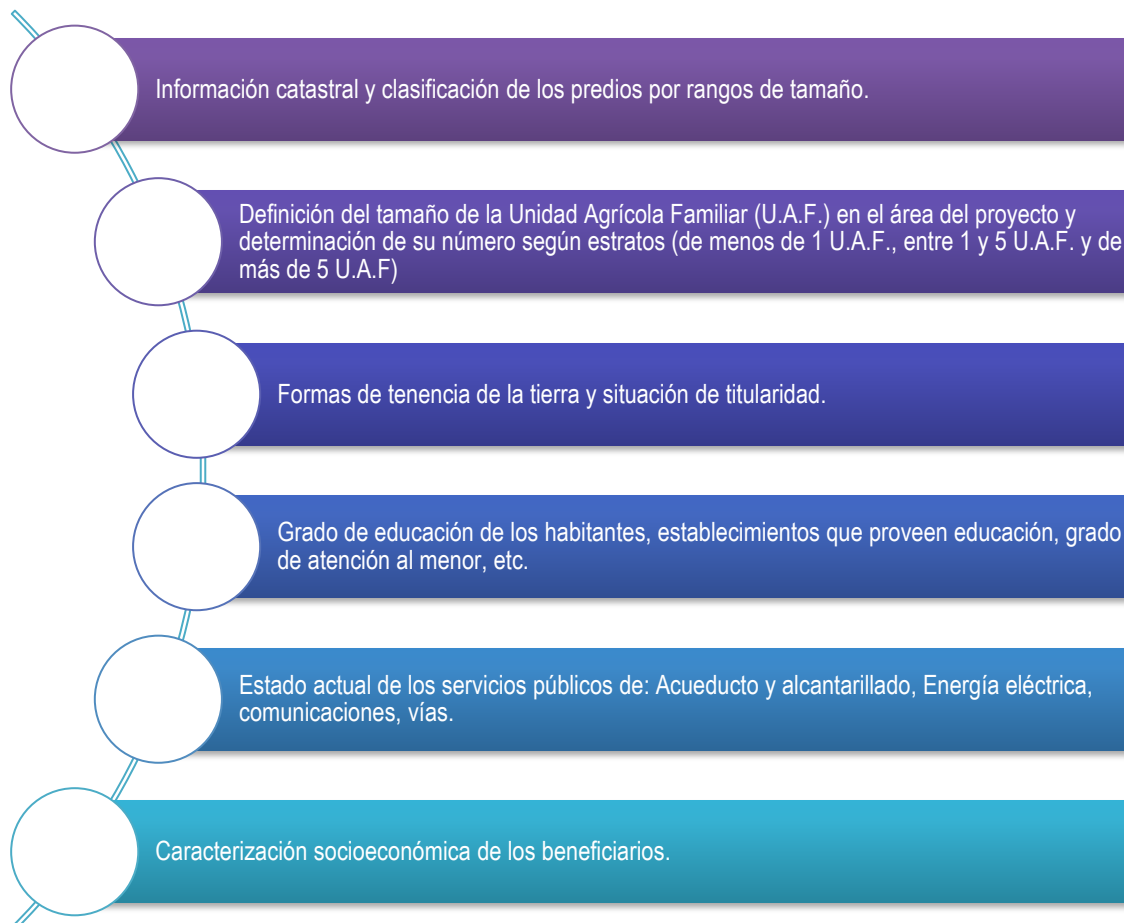 Información catastral y clasificación de los predios por rangos de tamaño.
Definición del tamaño de la Unidad Agrícola Familiar (U.A.F.) en el área del proyecto y
determinación de su número según estratos (de menos de 1 U.A.F., entre 1 y 5 U.A.F. y de
más de 5 U.A.F)
Formas de tenencia de la tierra y situación de titularidad.
Grado de educación de los habitantes, establecimientos que proveen educación, grado
de atención al menor, etc.
Estado actual de los servicios públicos de: Acueducto y alcantarillado, Energía eléctrica,
comunicaciones, vías.
Caracterización socioeconómica de los beneficiarios.